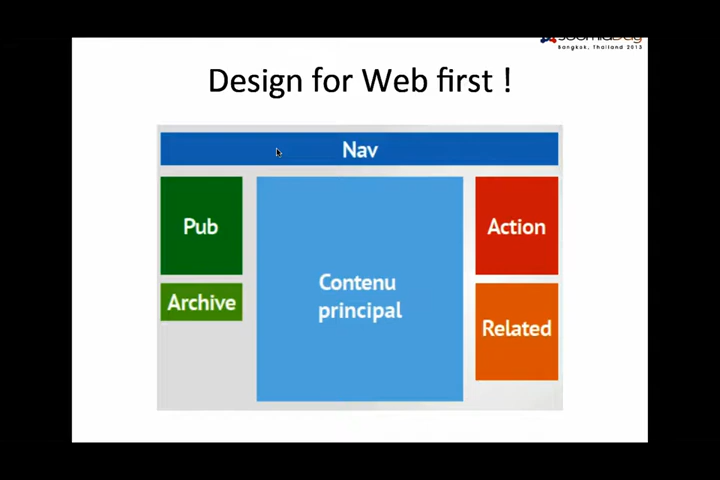 Bangkok, Thailand 2013
Design for Web first !
Nav
Pub
Action
Contenu
principal
Archive
Related